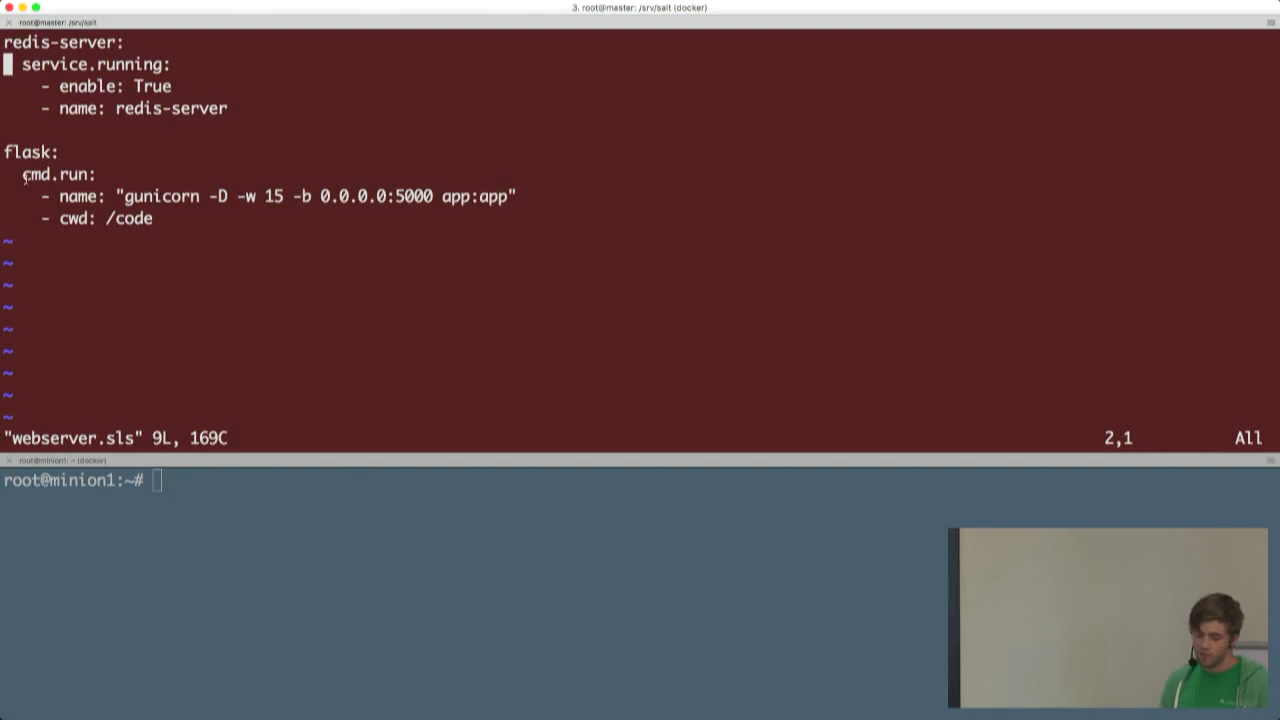 3. root@master: /srv/salt (docker)
root@master: /srv/salt
redis-server:
service.running:
- enable: True
- name: redis-server
flask:
cmd.run:
- name: "gunicorn -D -w 15 -b 0.0.0.0:5000 app:app"
- cwd: /code
~
~
~
~
~
~
~
~
~
"webserver.sls" 9L, 169C 2,1 All
root@minion1: ~ (docker)
root@minion1:~#